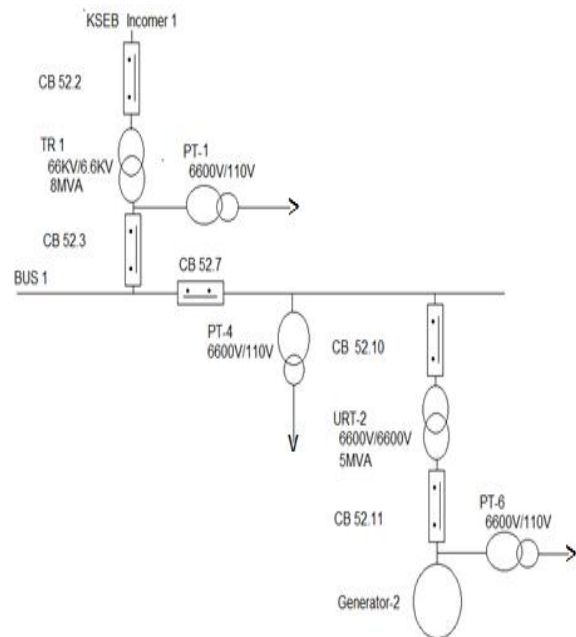 KSEB Incomer 1
CB 52.2
TR 1
66KV/6.6KV
8MVA
PT-1
6600V/110V
CB 52.3
CB 52.7
BUS 1
PT-4
6600V/110V
CB 52.10
URT-2
6600V/6600V
5MVA
CB 52.11
PT-6
6600V/110V
Generator-2